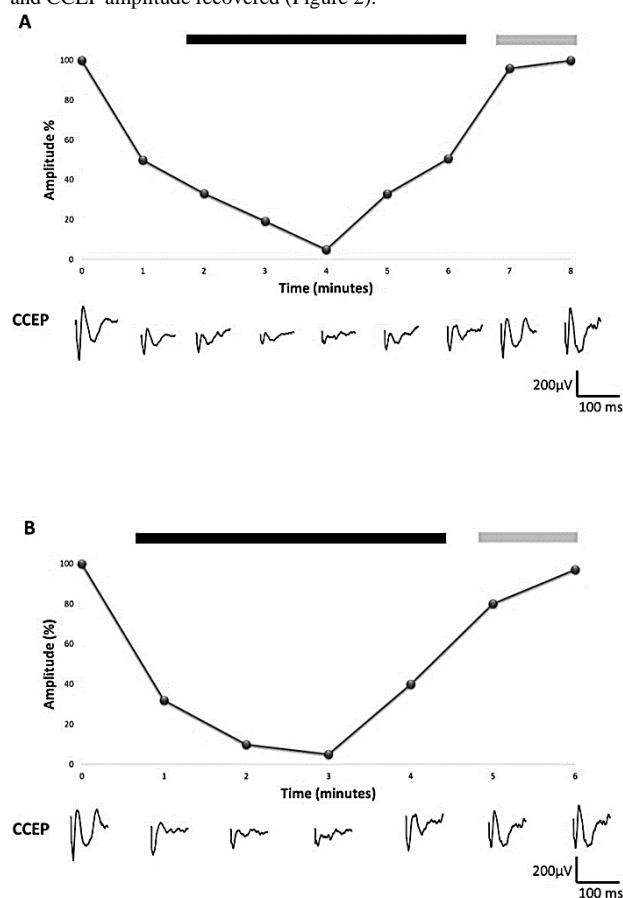 and CCEP amplitude recovered (Figure 2).
A
100
80
60
40
20
0
Amplitude %
0 1 2 3 4 5 6 7 8
Time (minutes)
CCEP
200µV
100 ms
B
100
80
60
40
20
0
Amplitude (%)
0 1 2 3 4 5 6
Time (minutes)
CCEP
200µV
100 ms